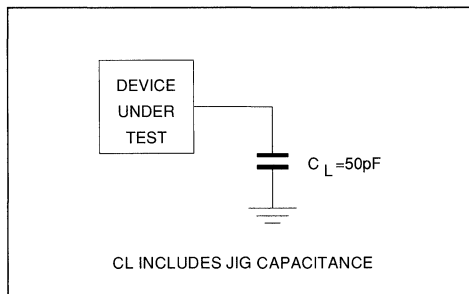 DEVICE
UNDER
TEST
C L =50pF
CL INCLUDES JIG CAPACITANCE